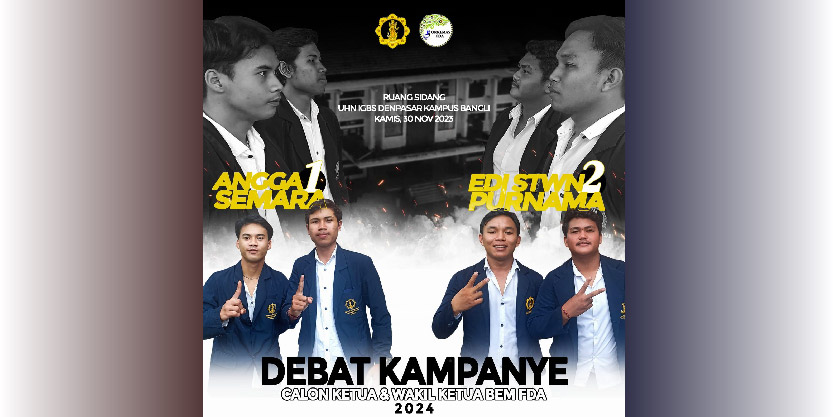 RUANG SIDANG
UHN IGBS DENPASAR KAMPUS BANGLI
KAMIS, 30 NOV 2023
ANGGA 1
SEMARA
EDI STWN 2
PURNAMA
DEBAT KAMPANYE
CALON KETUA & WAKIL KETUA BEM FDA
2024